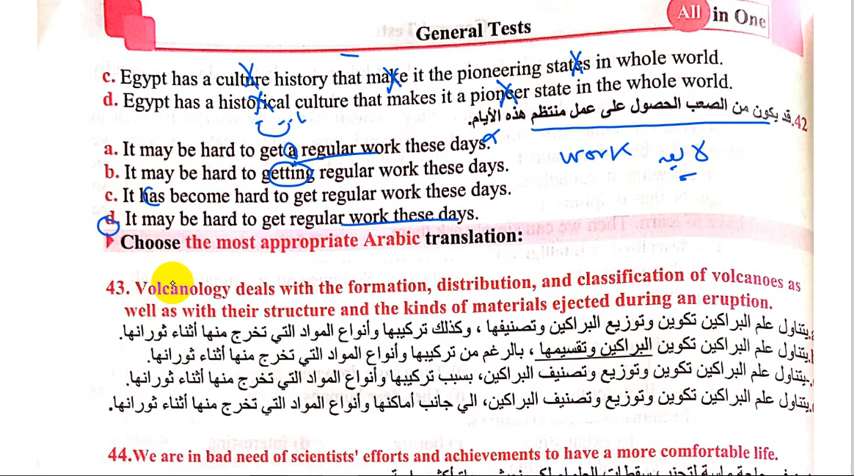 All in One
General Tests
c. Egypt has a culture history that make it the pioneering states in whole world.
d. Egypt has a historical culture that makes it a pioneer state in the whole world.
42. قد يكون من الصعب الحصول على عمل منتظم هذه الأيام.
a. It may be hard to get a regular work these days.
b. It may be hard to getting regular work these days.
c. It has become hard to get regular work these days.
d. It may be hard to get regular work these days.
work
Choose the most appropriate Arabic translation:
43. Volcanology deals with the formation, distribution, and classification of volcanoes as
well as with their structure and the kinds of materials ejected during an eruption.
يتناول علم البراكين تكوين وتوزيع البراكين وتصنيفها ، وكذلك تركيبها وأنواع المواد التي تخرج منها أثناء ثورانها.
يتناول علم البراكين تكوين البراكين وتقسيمها ، بالرغم من تركيبها وأنواع المواد التي تخرج منها أثناء ثورانها.
يتناول علم البراكين تكوين وتوزيع وتصنيف البراكين، بسبب تركيبها وأنواع المواد التي تخرج منها أثناء ثورانها.
يتناول علم البراكين تكوين وتوزيع وتصنيف البراكين، الي جانب أماكنها وأنواع المواد التي تخرج منها أثناء ثورانها.
44. We are in bad need of scientists' efforts and achievements to have a more comfortable life.